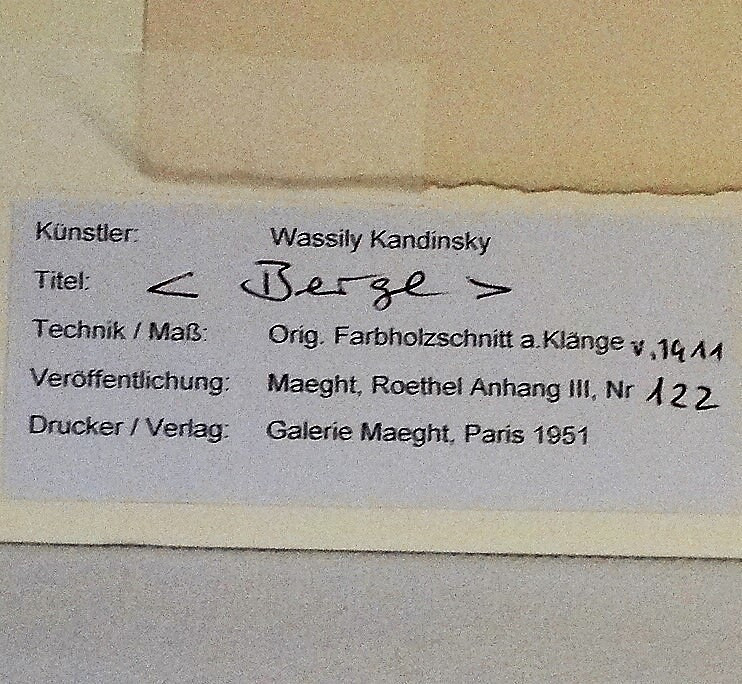 Künstler: Wassily Kandinsky
Titel: < Berge >
Technik / Maß: Orig. Farbholzschnitt a.Klänge v.1911
Veröffentlichung: Maeght, Roethel Anhang III, Nr 122
Drucker / Verlag: Galerie Maeght, Paris 1951